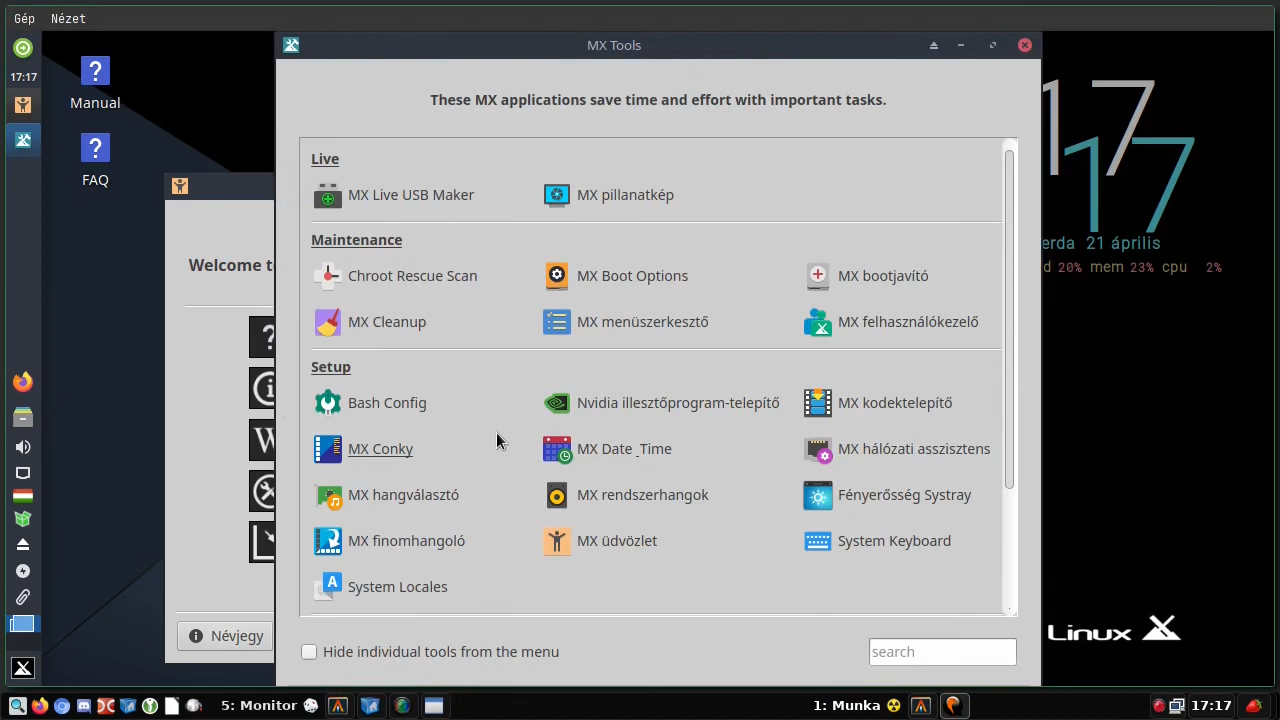 Gép Nézet
MX Tools
17:17
Manual
FAQ
These MX applications save time and effort with important tasks.
Live
MX Live USB Maker
MX pillanatkép
Maintenance
Chroot Rescue Scan
MX Boot Options
MX bootjavító
MX Cleanup
MX menüszerkesztő
MX felhasználókezelő
Setup
Bash Config
Nvidia illesztőprogram-telepítő
MX kodektelepítő
MX Conky
MX Date _Time
MX hálózati asszisztens
MX hangválasztó
MX rendszerhangok
Fényerősség Systray
MX finomhangoló
MX üdvözlet
System Keyboard
System Locales
Hide individual tools from the menu
search
Welcome t
Névjegy
17
17
erda 21 április
d 20% mem 23% cpu 2%
Linux
5: Monitor
1: Munka
17:17